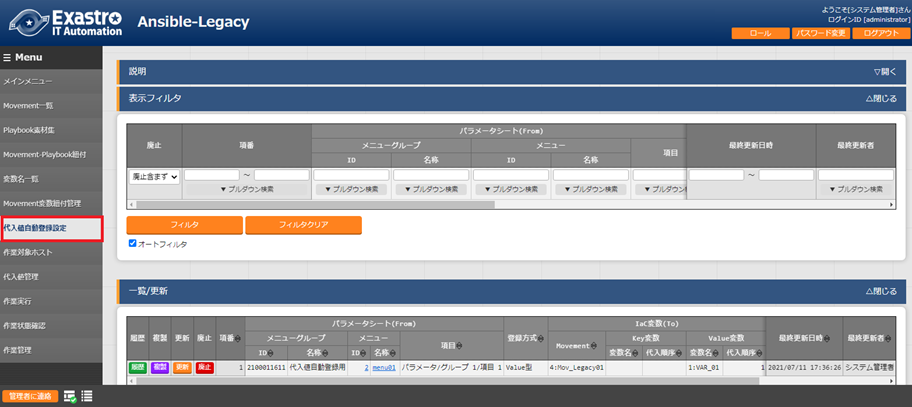 Exastro
IT Automation
Ansible-Legacy
ようこそ[システム管理者]さん
ログインID [administrator]
ロール
パスワード変更
ログアウト
Menu
メインメニュー
Movement一覧
Playbook素材集
Movement-Playbook紐付
変数名一覧
Movement変数紐付管理
代入値自動登録設定
作業対象ホスト
代入値管理
作業実行
作業状態確認
作業管理
管理者に連絡
説明
▽開く
表示フィルタ
△閉じる
パラメータシート(From)
廃止
項番
メニューグループ
メニュー
項目
最終更新日時
最終更新者
ID
名称
ID
名称
廃止含まず
～
～
▼ プルダウン検索
▼ プルダウン検索
▼ プルダウン検索
▼ プルダウン検索
▼ プルダウン検索
▼ プルダウン検索
▼ プルダウン検索
フィルタ
フィルタクリア
オートフィルタ
一覧/更新
△閉じる
パラメータシート(From)
IaC変数(To)
履歴
複製
更新
廃止
項番
メニューグループ
メニュー
項目
登録方式
Movement
Key変数
Value変数
最終更新日時
最終更新者
ID
名称
ID
名称
変数名
代入順序
変数名
代入順序
履歴
複製
更新
廃止
1
2100011611
代入値自動登録用
2
menu01
パラメータ/グループ 1/項目 1
Value型
4:Mov_Legacy01
1:VAR_01
1
2021/07/11 17:36:26
システム管理者